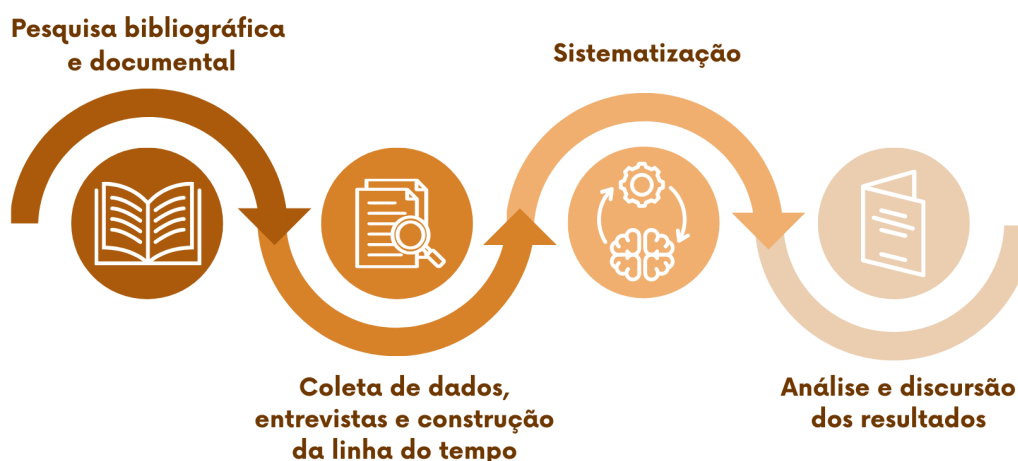 Pesquisa bibliográfica
e documental
Sistematização
Coleta de dados,
entrevistas e construção
da linha do tempo
Análise e discursão
dos resultados